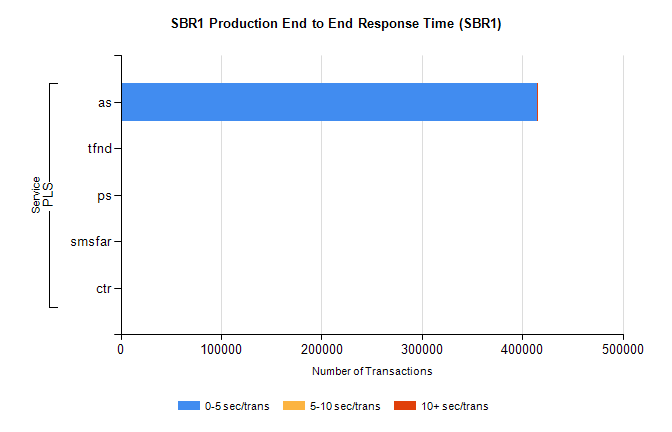 SBR1 Production End to End Response Time (SBR1)
Service
PLS
as
tfnd
ps
smsfar
ctr
0 100000 200000 300000 400000 500000
Number of Transactions
0-5 sec/trans 5-10 sec/trans 10+ sec/trans